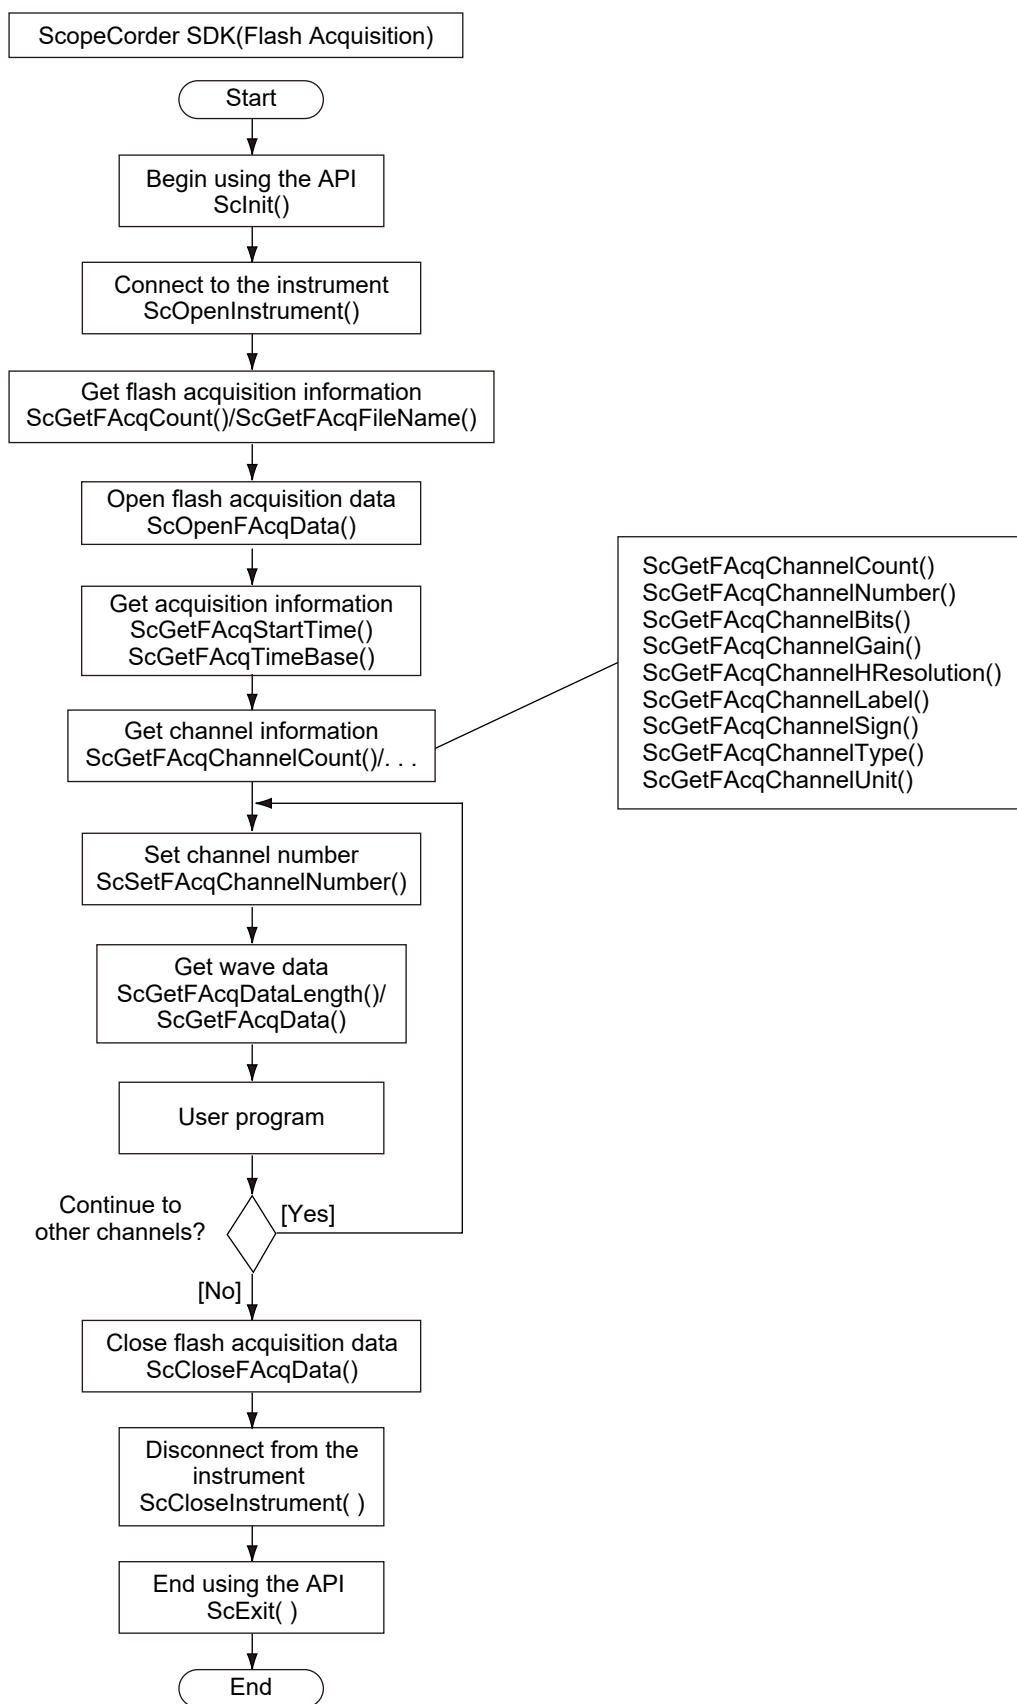 ScopeCorder SDK(Flash Acquisition)
Start
Begin using the API
ScInit()
Connect to the instrument
ScOpenInstrument()
Get flash acquisition information
ScGetFAcqCount()/ScGetFAcqFileName()
Open flash acquisition data
ScOpenFAcqData()
Get acquisition information
ScGetFAcqStartTime()
ScGetFAcqTimeBase()
Get channel information
ScGetFAcqChannelCount()/. . .
ScGetFAcqChannelCount()
ScGetFAcqChannelNumber()
ScGetFAcqChannelBits()
ScGetFAcqChannelGain()
ScGetFAcqChannelHResolution()
ScGetFAcqChannelLabel()
ScGetFAcqChannelSign()
ScGetFAcqChannelType()
ScGetFAcqChannelUnit()
Set channel number
ScSetFAcqChannelNumber()
Get wave data
ScGetFAcqDataLength()/
ScGetFAcqData()
User program
Continue to
other channels?
[Yes]
[No]
Close flash acquisition data
ScCloseFAcqData()
Disconnect from the
instrument
ScCloseInstrument( )
End using the API
ScExit( )
End